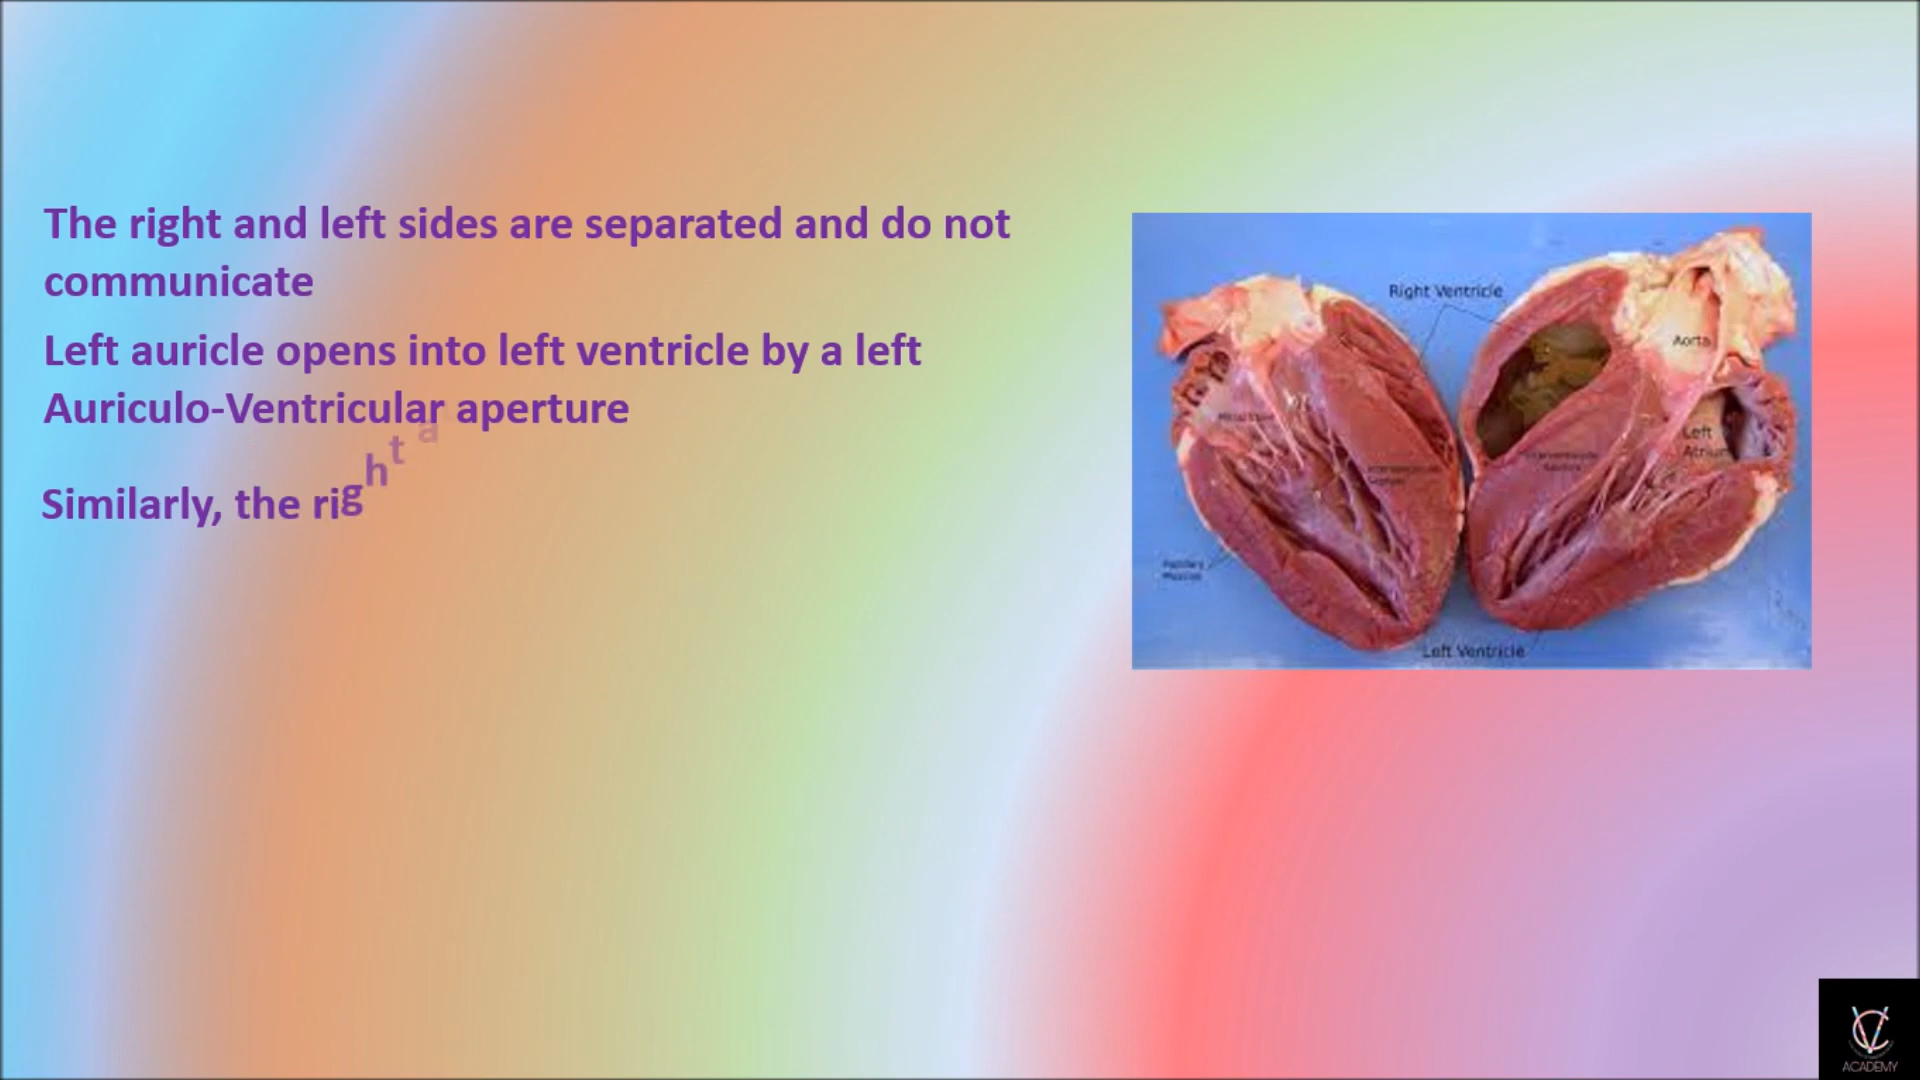 The right and left sides are separated and do not
communicate
Left auricle opens into left ventricle by a left
Auriculo-Ventricular aperture
Similarly, the right a
Right Ventricle
Aorta
Left
Atrium
Left Ventricle
ACADEMY